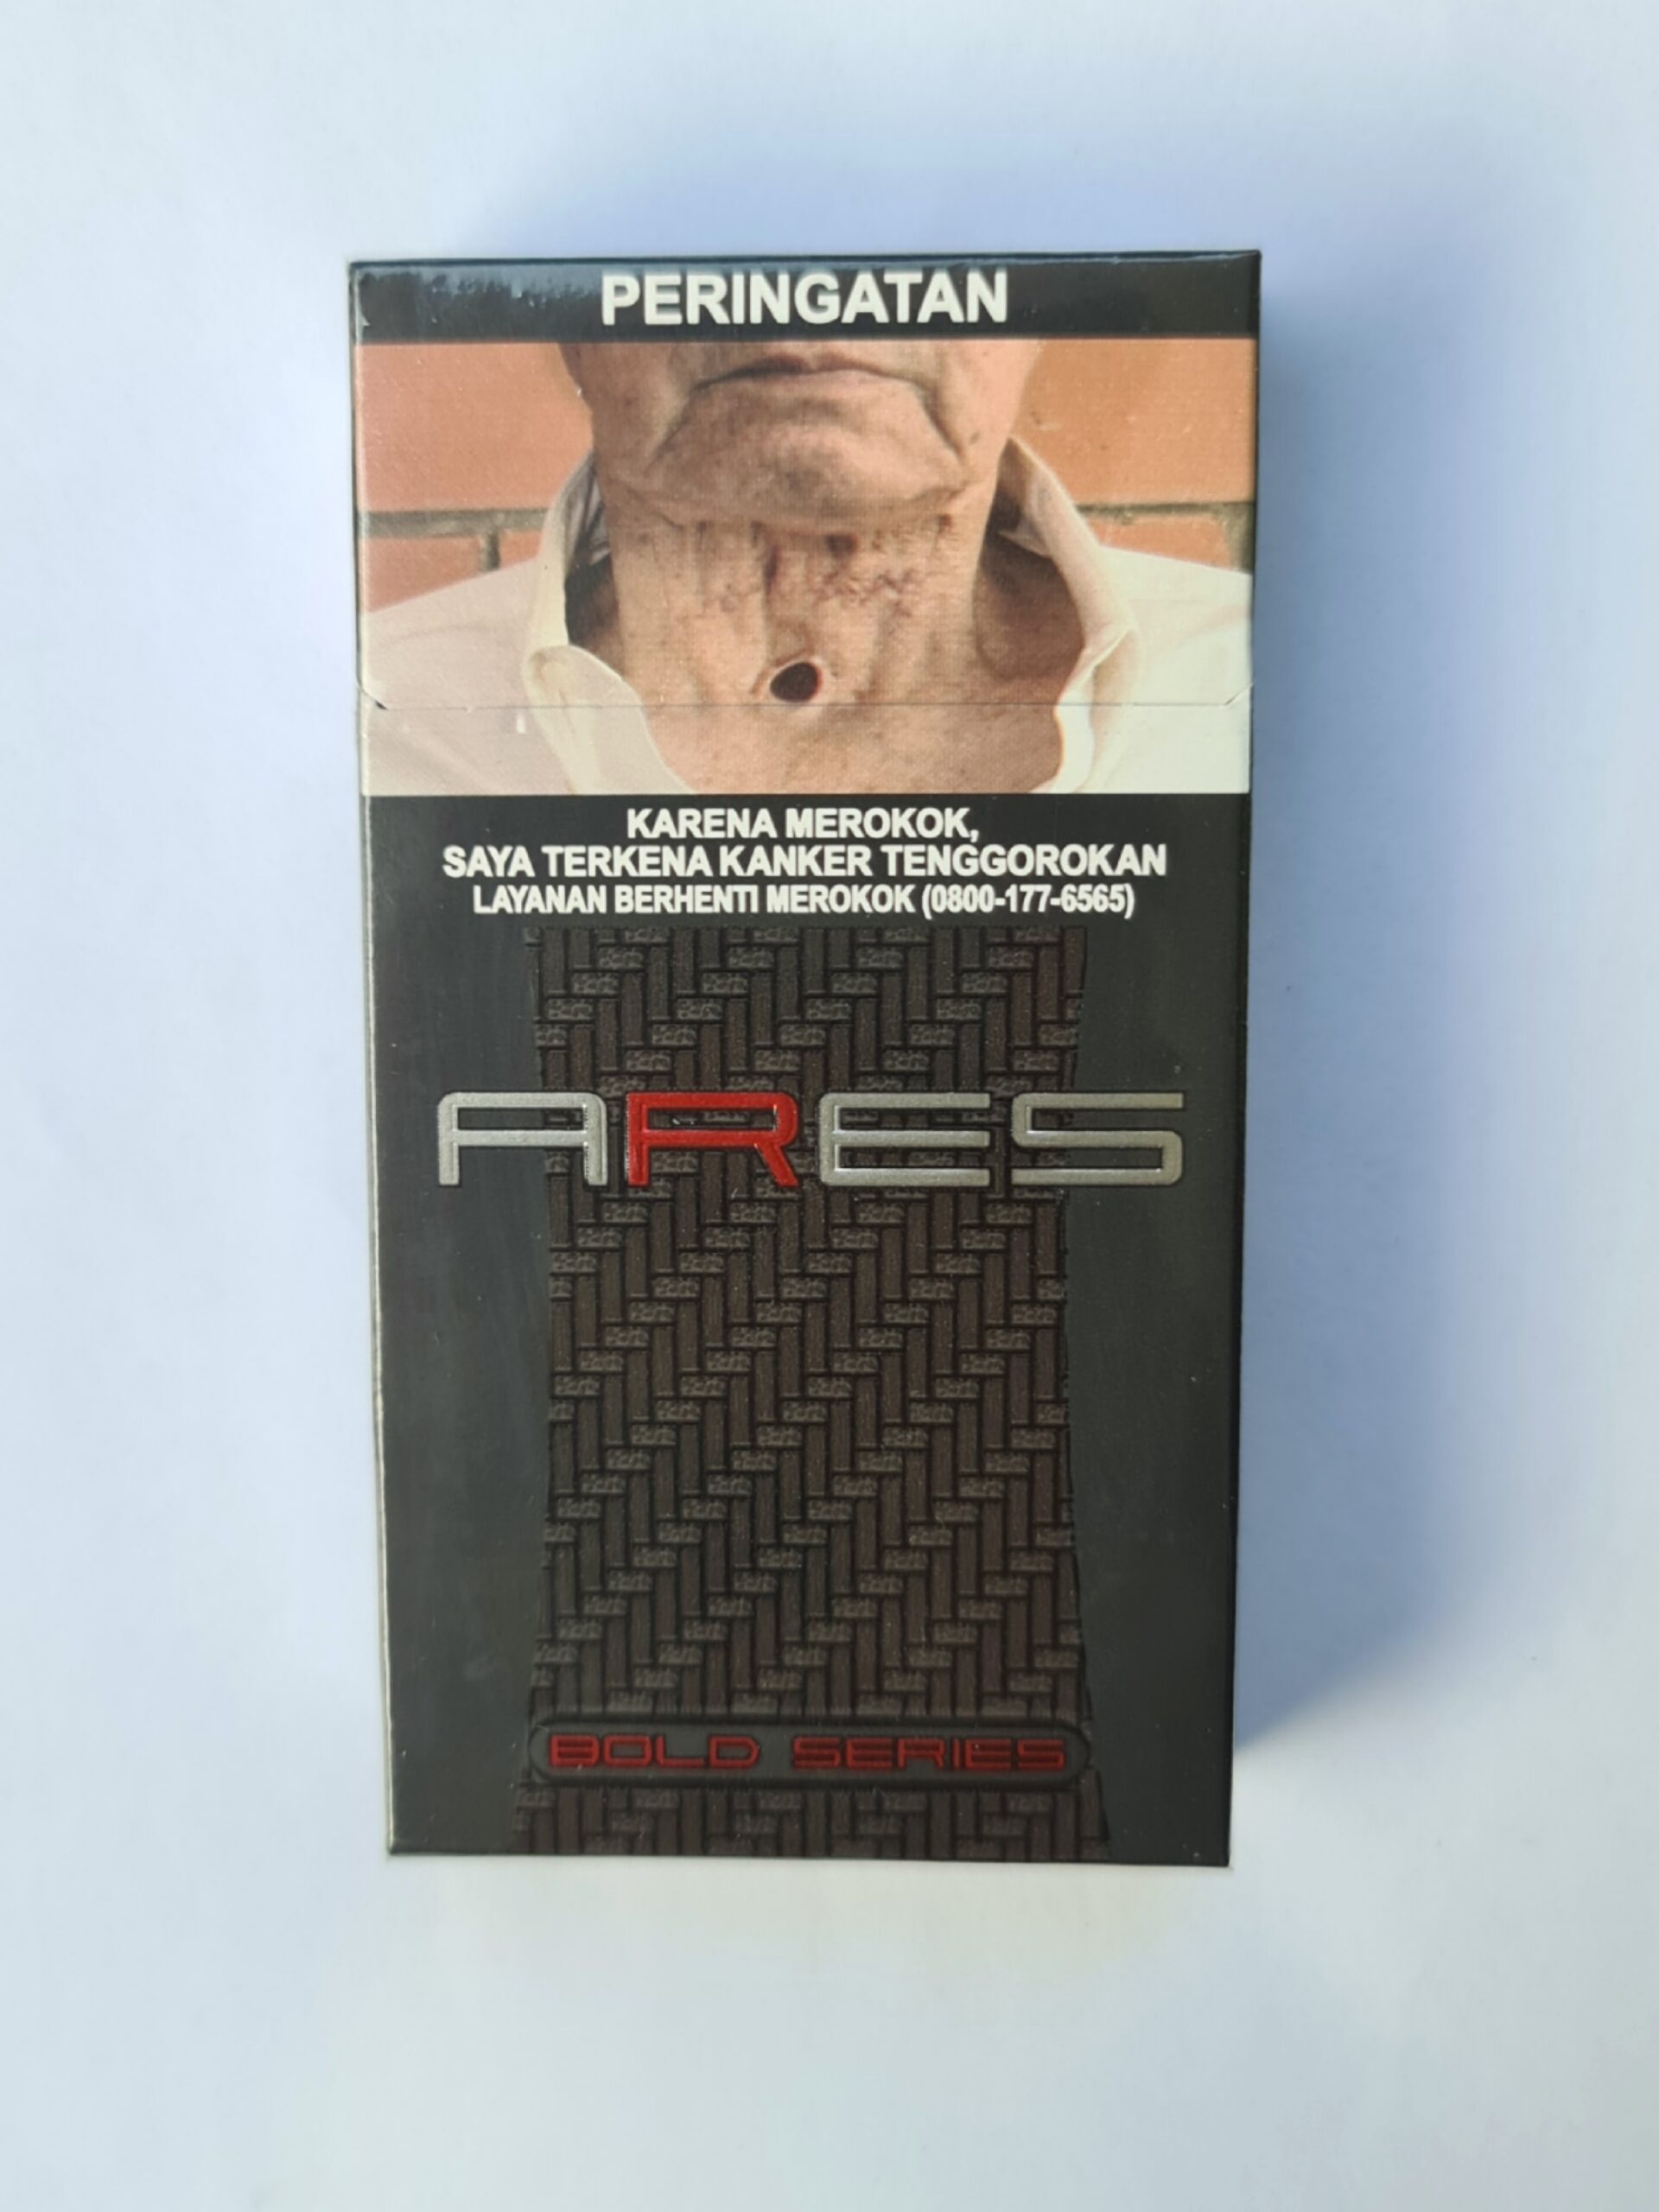 PERINGATAN
KARENA MEROKOK,
SAYA TERKENA KANKER TENGGOROKAN
LAYANAN BERHENTI MEROKOK (0800-177-6565)
ARES
BOLD SERIES